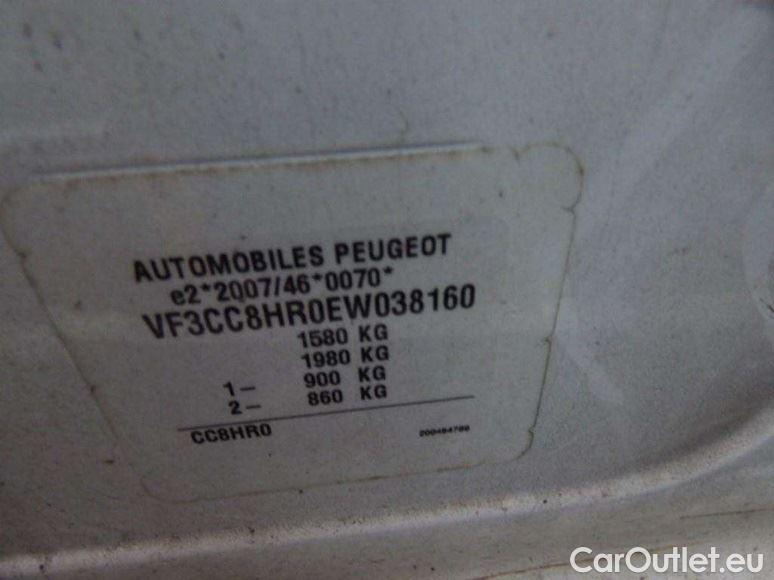 AUTOMOBILES PEUGEOT
e2*2007/46*0070*
VF3CC8HR0EW038160
1580 KG
1980 KG
1- 900 KG
2- 860 KG
CC8HR0
CarOutlet.eu